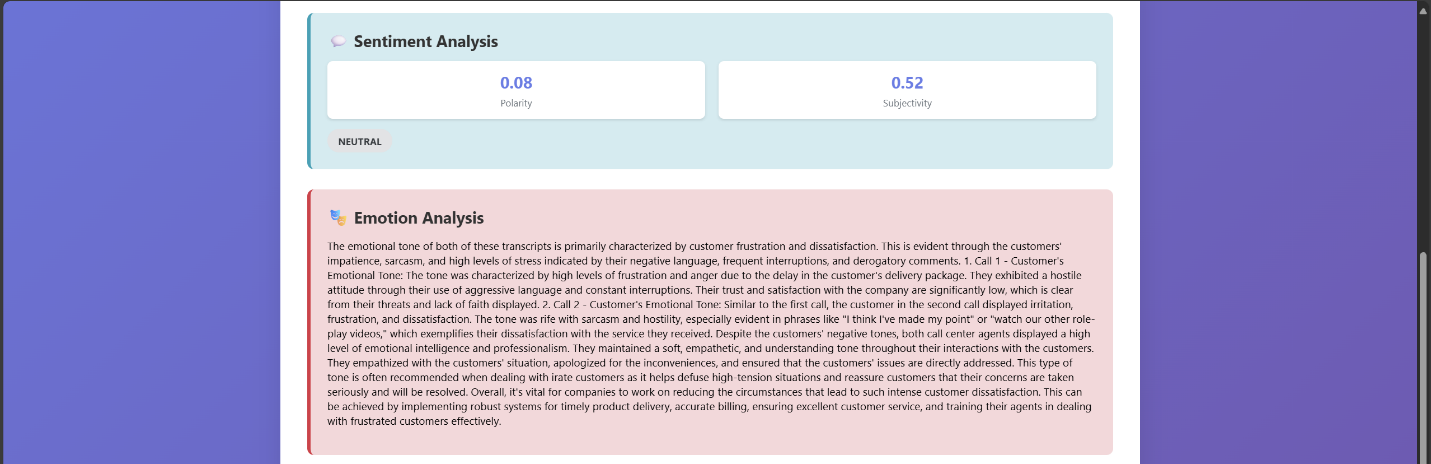 Sentiment Analysis
0.08
Polarity
0.52
Subjectivity
NEUTRAL
Emotion Analysis
The emotional tone of both of these transcripts is primarily characterized by customer frustration and dissatisfaction. This is evident through the customers'
impatience, sarcasm, and high levels of stress indicated by their negative language, frequent interruptions, and derogatory comments. 1. Call 1 - Customer's
Emotional Tone: The tone was characterized by high levels of frustration and anger due to the delay in the customer's delivery package. They exhibited a hostile
attitude through their use of aggressive language and constant interruptions. Their trust and satisfaction with the company are significantly low, which is clear
from their threats and lack of faith displayed. 2. Call 2 - Customer's Emotional Tone: Similar to the first call, the customer in the second call displayed irritation,
frustration, and dissatisfaction. The tone was rife with sarcasm and hostility, especially evident in phrases like "I think I've made my point" or "watch our other role-
play videos," which exemplifies their dissatisfaction with the service they received. Despite the customers' negative tones, both call center agents displayed a high
level of emotional intelligence and professionalism. They maintained a soft, empathetic, and understanding tone throughout their interactions with the customers.
They empathized with the customers' situation, apologized for the inconveniences, and ensured that the customers' issues are directly addressed. This type of
tone is often recommended when dealing with irate customers as it helps defuse high-tension situations and reassure customers that their concerns are taken
seriously and will be resolved. Overall, it's vital for companies to work on reducing the circumstances that lead to such intense customer dissatisfaction. This can
be achieved by implementing robust systems for timely product delivery, accurate billing, ensuring excellent customer service, and training their agents in dealing
with frustrated customers effectively.